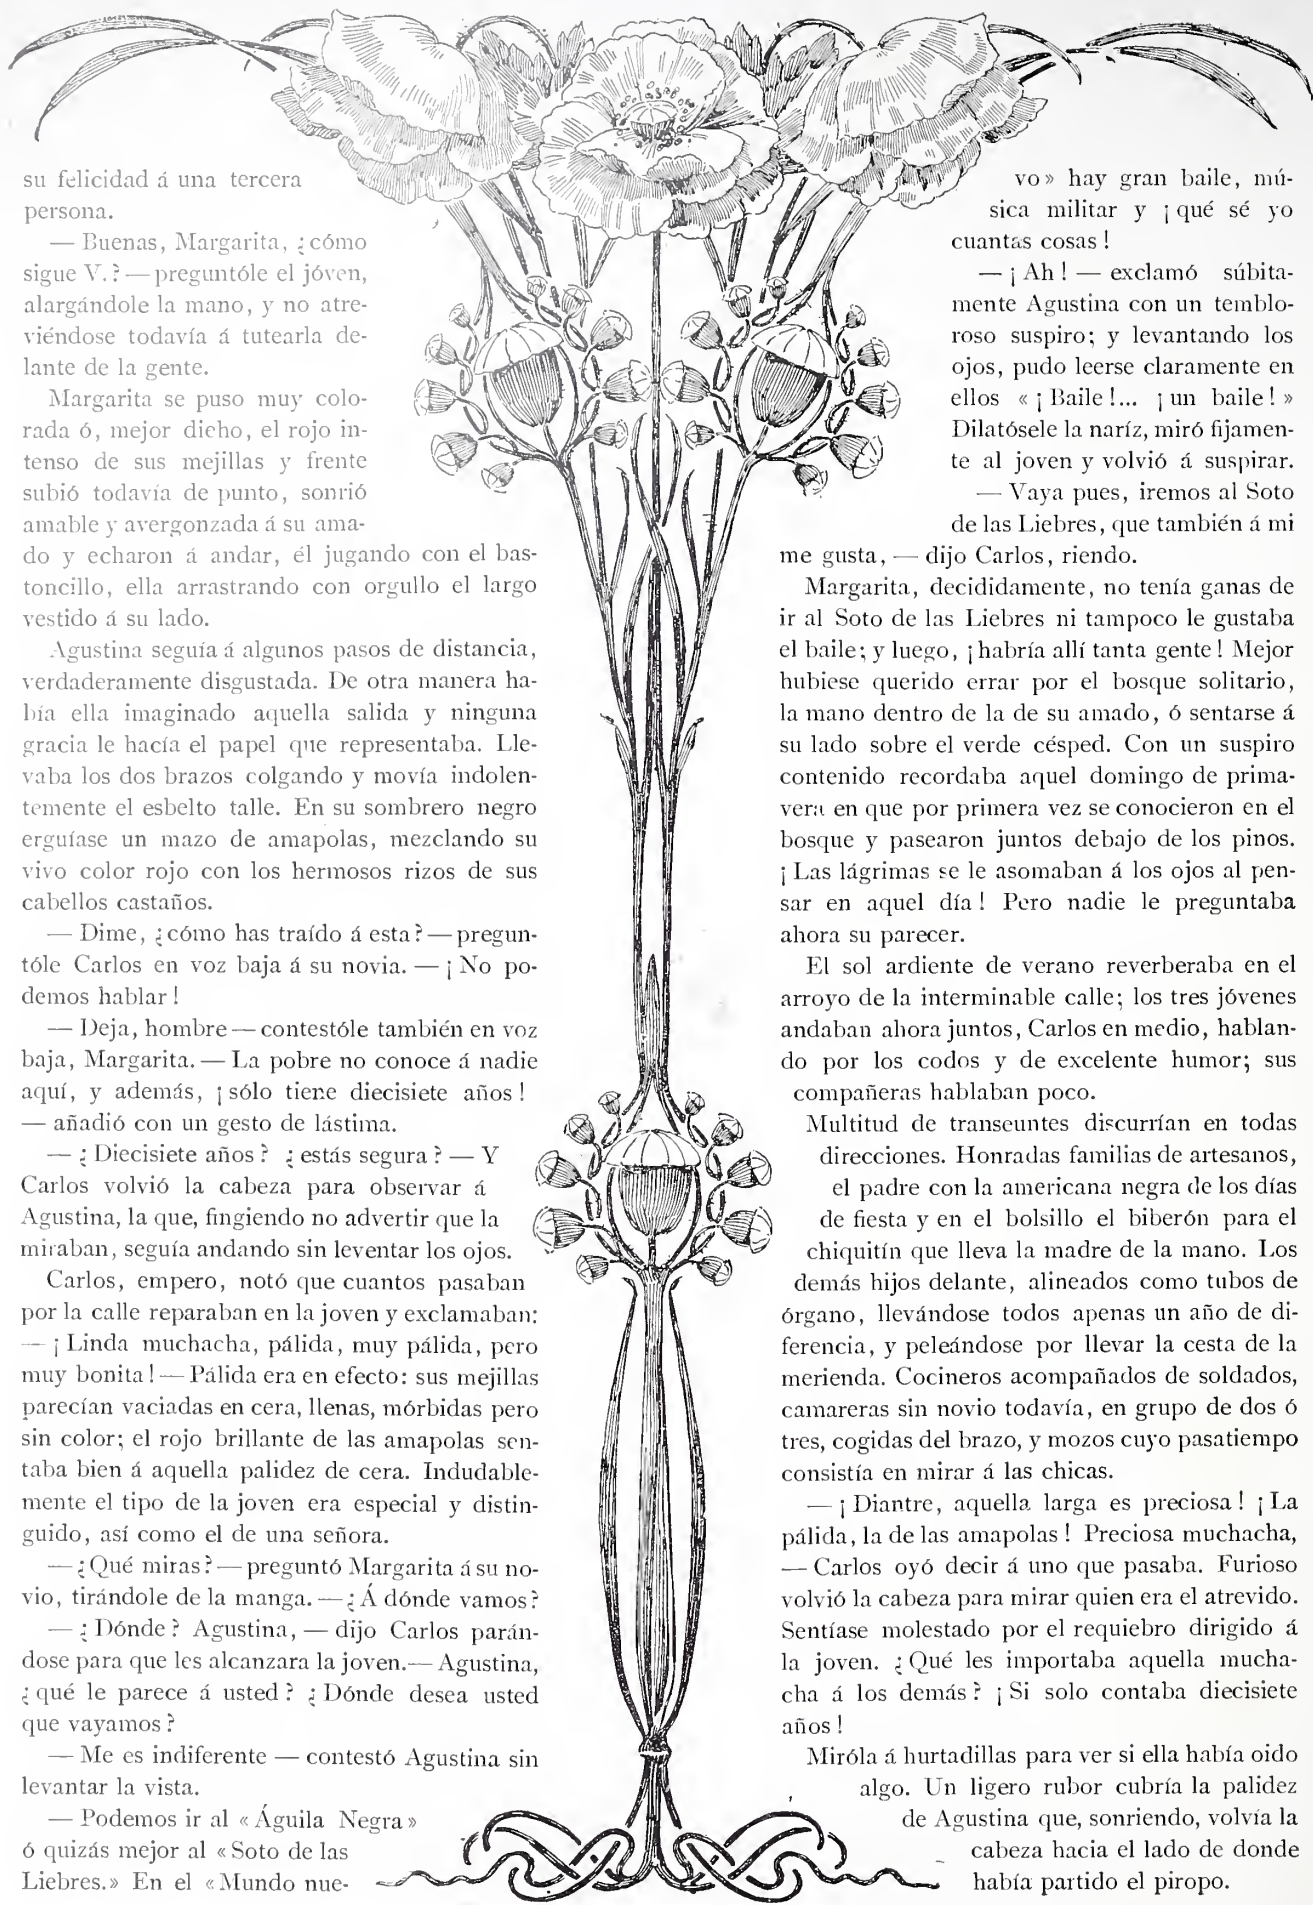 su felicidad á una tercera
persona.
— Buenas, Margarita, ¿cómo
sigue V.? — preguntóle el jóven,
alargándole la mano, y no atre-
viéndose todavía á tutearla de-
lante de la gente.
Margarita se puso muy colo-
rada ó, mejor dicho, el rojo in-
tenso de sus mejillas y frente
subió todavía de punto, sonrió
amable y avergonzada á su ama-
do y echaron á andar, él jugando con el bas-
toncillo, ella arrastrando con orgullo el largo
vestido á su lado.
Agustina seguía á algunos pasos de distancia,
verdaderamente disgustada. De otra manera ha-
bía ella imaginado aquella salida y ninguna
gracia le hacía el papel que representaba. Lle-
vaba los dos brazos colgando y movía indolen-
temente el esbelto talle. En su sombrero negro
erguíase un mazo de amapolas, mezclando su
vivo color rojo con los hermosos rizos de sus
cabellos castaños.
— Dime, ¿cómo has traído á esta? — pregun-
tóle Carlos en voz baja á su novia. — ¡No po-
demos hablar!
— Deja, hombre — contestóle también en voz
baja, Margarita. — La pobre no conoce á nadie
aquí, y además, ¡sólo tiene diecisiete años!
— añadió con un gesto de lástima.
— ¿Diecisiete años? ¿estás segura? — Y
Carlos volvió la cabeza para observar á
Agustina, la que, fingiendo no advertir que la
miraban, seguía andando sin leventar los ojos.
Carlos, empero, notó que cuantos pasaban
por la calle reparaban en la joven y exclamaban:
— ¡Linda muchacha, pálida, muy pálida, pero
muy bonita! — Pálida era en efecto: sus mejillas
parecían vaciadas en cera, llenas, mórbidas pero
sin color; el rojo brillante de las amapolas sen-
taba bien á aquella palidez de cera. Indudable-
mente el tipo de la joven era especial y distin-
guido, así como el de una señora.
— ¿Qué miras? — preguntó Margarita á su no-
vio, tirándole de la manga. — ¿Á dónde vamos?
— ¿Dónde? Agustina, — dijo Carlos parán-
dose para que les alcanzara la joven. — Agustina,
¿qué le parece á usted? ¿Dónde desea usted
que vayamos?
— Me es indiferente — contestó Agustina sin
levantar la vista.
— Podemos ir al «Águila Negra»
ó quizás mejor al «Soto de las
Liebres.» En el «Mundo nue-
vo» hay gran baile, mú-
sica militar y ¡qué sé yo
cuantas cosas!
— ¡Ah! — exclamó súbita-
mente Agustina con un temblo-
roso suspiro; y levantando los
ojos, pudo leerse claramente en
ellos «¡Baile!... ¡un baile!»
Dilatósele la naríz, miró fijamen-
te al joven y volvió á suspirar.
— Vaya pues, iremos al Soto
de las Liebres, que también á mi
me gusta, — dijo Carlos, riendo.
Margarita, decididamente, no tenía ganas de
ir al Soto de las Liebres ni tampoco le gustaba
el baile; y luego, ¡habría allí tanta gente! Mejor
hubiese querido errar por el bosque solitario,
la mano dentro de la de su amado, ó sentarse á
su lado sobre el verde césped. Con un suspiro
contenido recordaba aquel domingo de prima-
vera en que por primera vez se conocieron en el
bosque y pasearon juntos debajo de los pinos.
¡Las lágrimas se le asomaban á los ojos al pen-
sar en aquel día! Pero nadie le preguntaba
ahora su parecer.
El sol ardiente de verano reverberaba en el
arroyo de la interminable calle; los tres jóvenes
andaban ahora juntos, Carlos en medio, hablan-
do por los codos y de excelente humor; sus
compañeras hablaban poco.
Multitud de transeuntes discurrían en todas
direcciones. Honradas familias de artesanos,
el padre con la americana negra de los días
de fiesta y en el bolsillo el biberón para el
chiquitín que lleva la madre de la mano. Los
demás hijos delante, alineados como tubos de
órgano, llevándose todos apenas un año de di-
ferencia, y peleándose por llevar la cesta de la
merienda. Cocineros acompañados de soldados,
camareras sin novio todavía, en grupo de dos ó
tres, cogidas del brazo, y mozos cuyo pasatiempo
consistía en mirar á las chicas.
— ¡Diantre, aquella larga es preciosa! ¡La
pálida, la de las amapolas! Preciosa muchacha,
— Carlos oyó decir á uno que pasaba. Furioso
volvió la cabeza para mirar quien era el atrevido.
Sentíase molestado por el requiebro dirigido á
la joven. ¿Qué les importaba aquella mucha-
cha á los demás? ¡Si solo contaba diecisiete
años!
Miróla á hurtadillas para ver si ella había oido
algo. Un ligero rubor cubría la palidez
de Agustina que, sonriendo, volvía la
cabeza hacia el lado de donde
había partido el piropo.